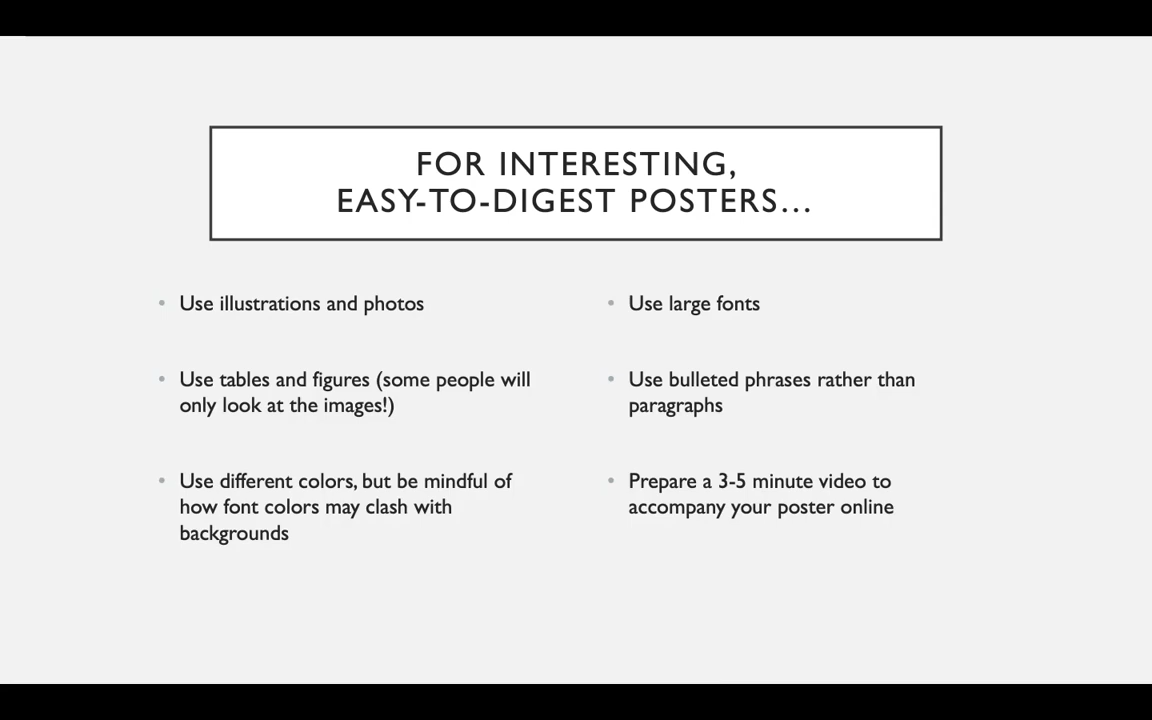 FOR INTERESTING,
EASY-TO-DIGEST POSTERS...
• Use illustrations and photos
• Use tables and figures (some people will
only look at the images!)
• Use different colors, but be mindful of
how font colors may clash with
backgrounds
• Use large fonts
• Use bulleted phrases rather than
paragraphs
• Prepare a 3-5 minute video to
accompany your poster online